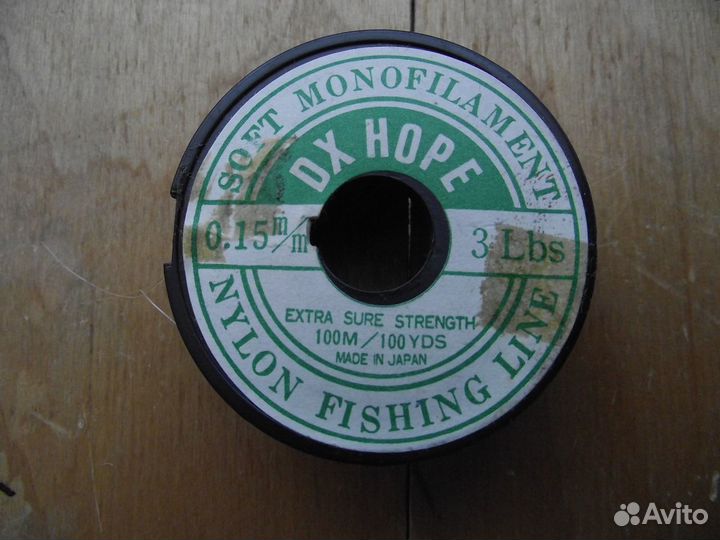 SOFT MONOFILAMENT
DX HOPE
0.15 m/m 3 Lbs
EXTRA SURE STRENGTH
100M/100YDS
MADE IN JAPAN
NYLON FISHING LINE
Avito